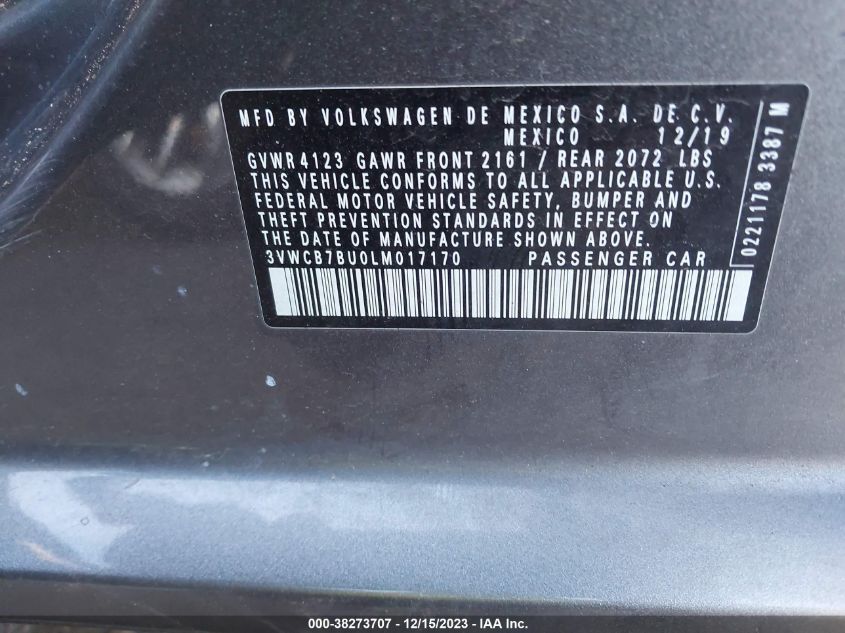 MFD BY VOLKSWAGEN DE MEXICO S.A. DE C.V.
MEXICO 12/19
GVWR 4123 GAWR FRONT 2161 / REAR 2072 LBS
THIS VEHICLE CONFORMS TO ALL APPLICABLE U.S.
FEDERAL MOTOR VEHICLE SAFETY, BUMPER AND
THEFT PREVENTION STANDARDS IN EFFECT ON
THE DATE OF MANUFACTURE SHOWN ABOVE.
3VWCB7BU0LM017170 PASSENGER CAR
0221178 3387 M
000-38273707 - 12/15/2023 - IAA Inc.